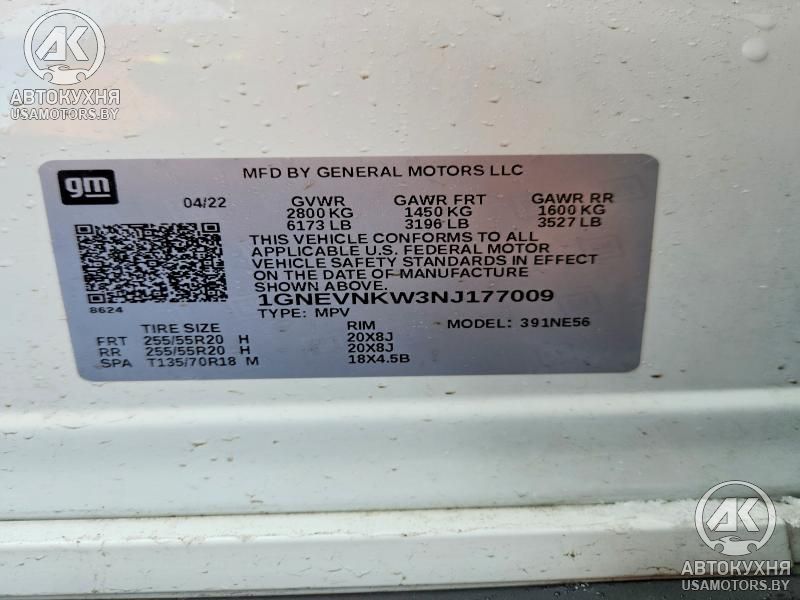 АК
АВТОКУХНЯ
USAMOTORS.BY
gm
MFD BY GENERAL MOTORS LLC
04/22 GVWR GAWR FRT GAWR RR
2800 KG 1450 KG 1600 KG
6173 LB 3196 LB 3527 LB
THIS VEHICLE CONFORMS TO ALL
APPLICABLE U.S. FEDERAL MOTOR
VEHICLE SAFETY STANDARDS IN EFFECT
ON THE DATE OF MANUFACTURE
SHOWN ABOVE.
8624
1GNEVNKW3NJ177009
TYPE: MPV MODEL: 391NE56
TIRE SIZE RIM
FRT 255/55R20 H 20X8J
RR 255/55R20 H 20X8J
SPA T135/70R18 M 18X4.5B
АК
АВТОКУХНЯ
USAMOTORS.BY